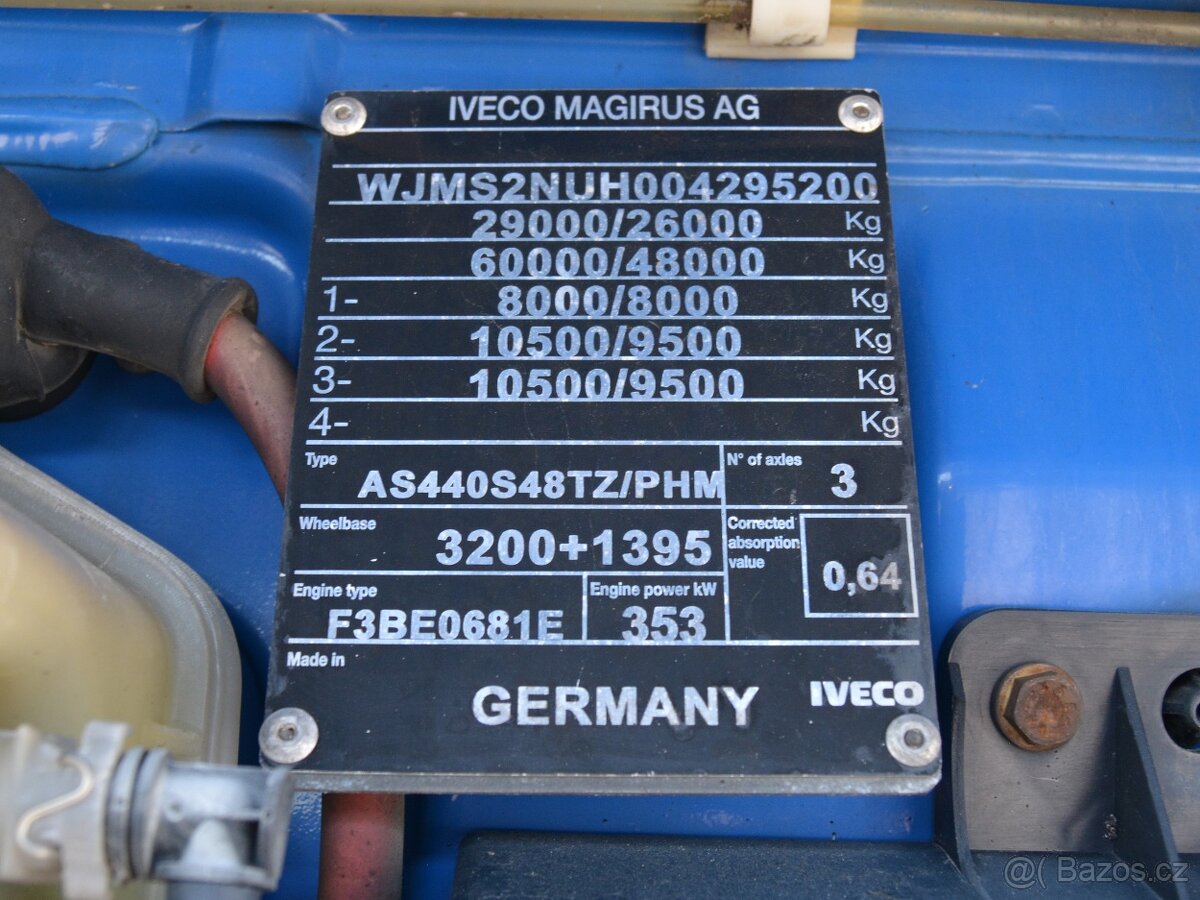 IVECO MAGIRUS AG
WJMS2NUH004295200
29000/26000 Kg
60000/48000 Kg
1- 8000/8000 Kg
2- 10500/9500 Kg
3- 10500/9500 Kg
4- Kg
Type AS440S48TZ/PHM N° of axles 3
Wheelbase 3200+1395
Corrected absorption value 0,64
Engine type F3BE0681E Engine power kW 353
Made in GERMANY IVECO
@( Bazos.cz